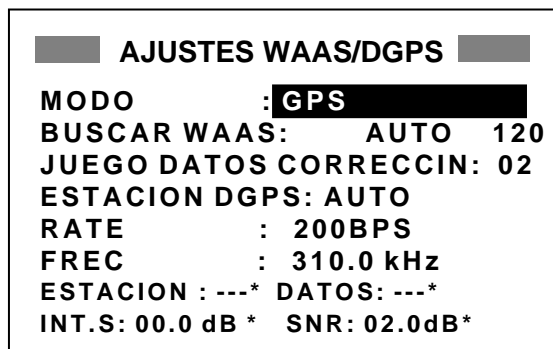 AJUSTES WAAS/DGPS
MODO : GPS
BUSCAR WAAS: AUTO 120
JUEGO DATOS CORRECCIN: 02
ESTACION DGPS: AUTO
RATE : 200BPS
FREC : 310.0 kHz
ESTACION : ---* DATOS: ---*
INT.S: 00.0 dB * SNR: 02.0dB*